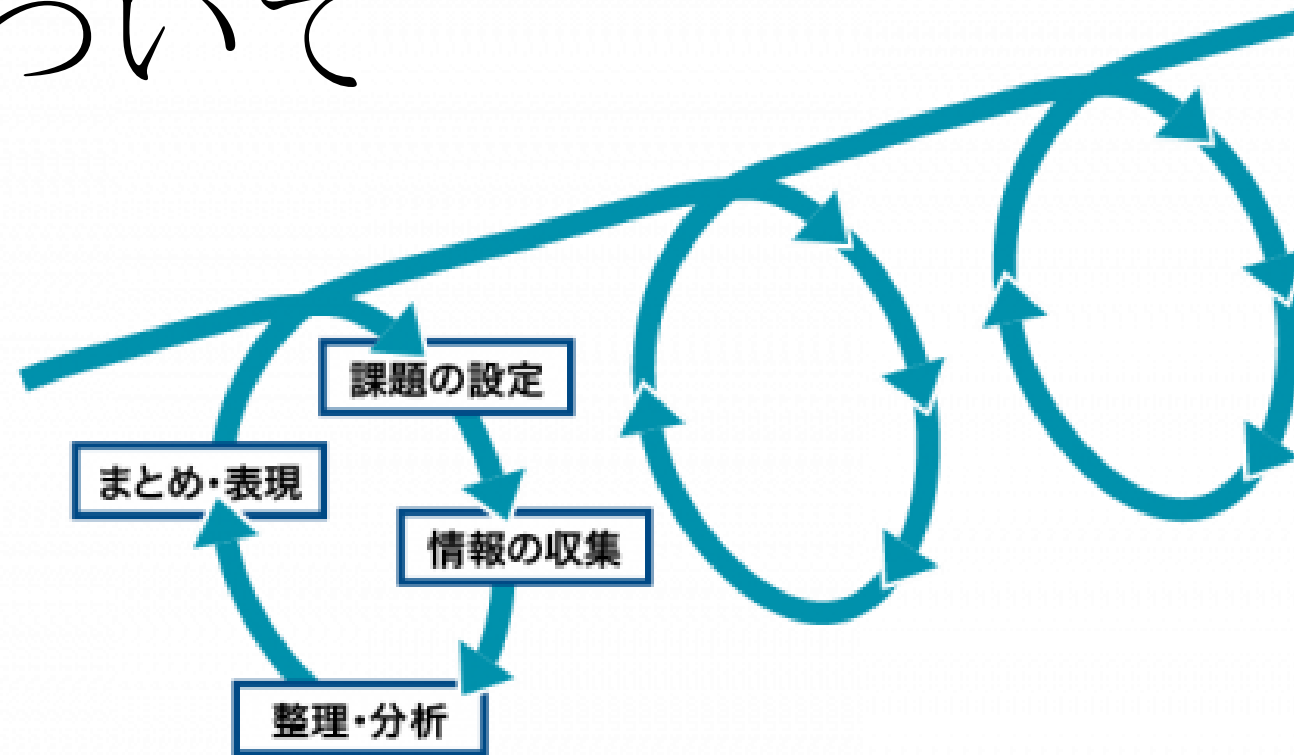 ついて
課題の設定
まとめ・表現
情報の収集
整理・分析